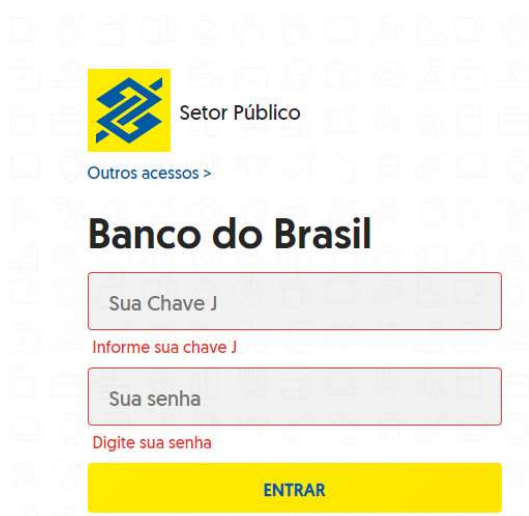 Setor Público
Outros acessos >
Banco do Brasil
Sua Chave J
Informe sua chave J
Sua senha
Digite sua senha
ENTRAR